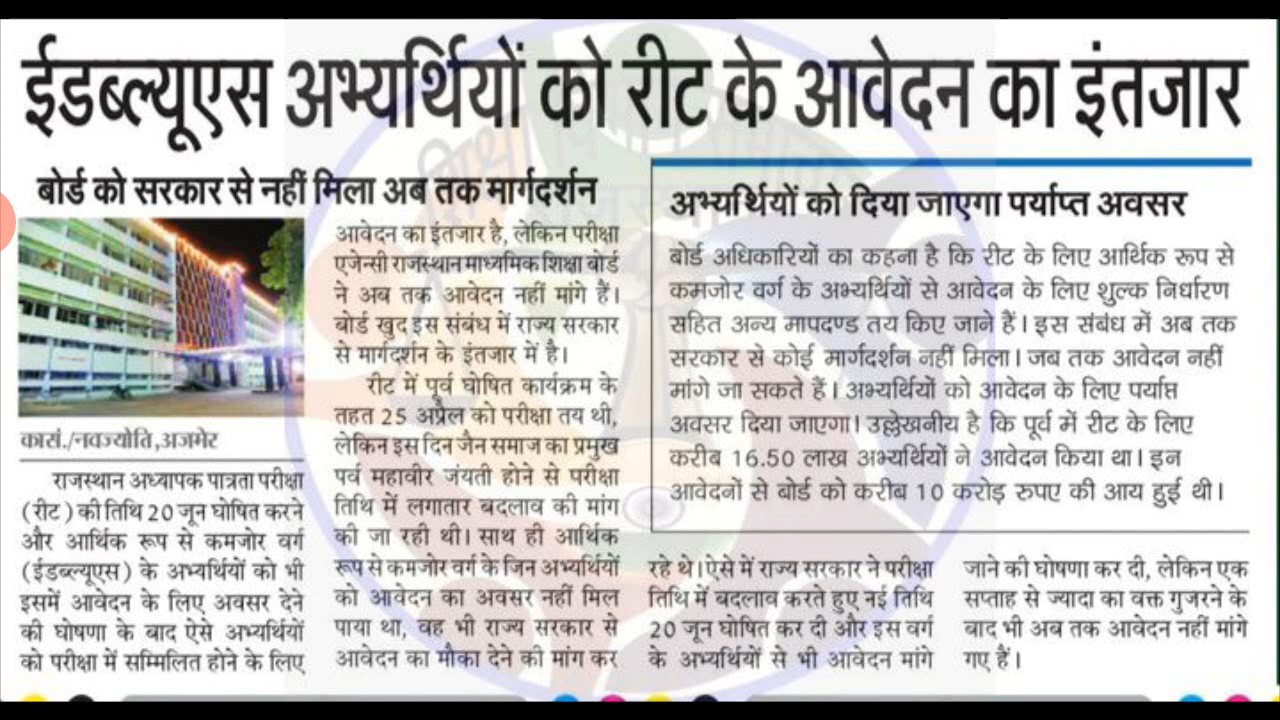 ईडब्ल्यूएस अभ्यर्थियों को रीट के आवेदन का इंतजार
बोर्ड को सरकार से नहीं मिला अब तक मार्गदर्शन
कासं./नवज्योति,अजमेर
राजस्थान अध्यापक पात्रता परीक्षा
(रीट) की तिथि 20 जून घोषित करने
और आर्थिक रूप से कमजोर वर्ग
(ईडब्ल्यूएस) के अभ्यर्थियों को भी
इसमें आवेदन के लिए अवसर देने
की घोषणा के बाद ऐसे अभ्यर्थियों
को परीक्षा में सम्मिलित होने के लिए
आवेदन का इंतजार है, लेकिन परीक्षा
एजेन्सी राजस्थान माध्यमिक शिक्षा बोर्ड
ने अब तक आवेदन नहीं मांगे हैं।
बोर्ड खुद इस संबंध में राज्य सरकार
से मार्गदर्शन के इंतजार में है।
रीट में पूर्व घोषित कार्यक्रम के
तहत 25 अप्रैल को परीक्षा तय थी,
लेकिन इस दिन जैन समाज का प्रमुख
पर्व महावीर जयंती होने से परीक्षा
तिथि में लगातार बदलाव की मांग
की जा रही थी। साथ ही आर्थिक
रूप से कमजोर वर्ग के जिन अभ्यर्थियों
को आवेदन का अवसर नहीं मिल
पाया था, वह भी राज्य सरकार से
आवेदन का मौका देने की मांग कर
रहे थे। ऐसे में राज्य सरकार ने परीक्षा
तिथि में बदलाव करते हुए नई तिथि
20 जून घोषित कर दी और इस वर्ग
के अभ्यर्थियों से भी आवेदन मांगे
जाने की घोषणा कर दी, लेकिन एक
सप्ताह से ज्यादा का वक्त गुजरने के
बाद भी अब तक आवेदन नहीं मांगे
गए हैं।
अभ्यर्थियों को दिया जाएगा पर्याप्त अवसर
बोर्ड अधिकारियों का कहना है कि रीट के लिए आर्थिक रूप से
कमजोर वर्ग के अभ्यर्थियों से आवेदन के लिए शुल्क निर्धारण
सहित अन्य मापदण्ड तय किए जाने हैं। इस संबंध में अब तक
सरकार से कोई मार्गदर्शन नहीं मिला। जब तक आवेदन नहीं
मांगे जा सकते हैं। अभ्यर्थियों को आवेदन के लिए पर्याप्त
अवसर दिया जाएगा। उल्लेखनीय है कि पूर्व में रीट के लिए
करीब 16.50 लाख अभ्यर्थियों ने आवेदन किया था। इन
आवेदनों से बोर्ड को करीब 10 करोड़ रुपए की आय हुई थी।